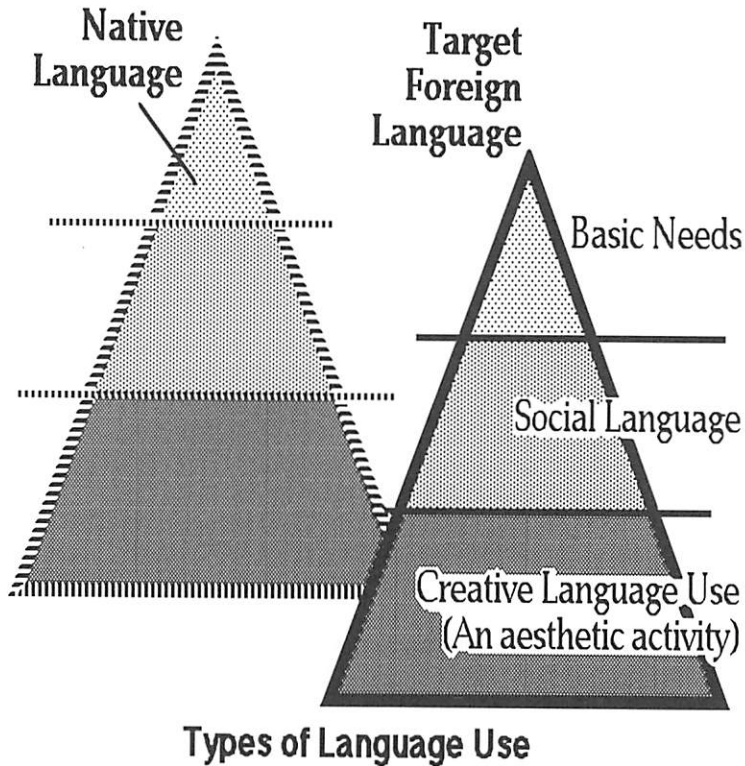 Native
Language
Target
Foreign
Language
Basic Needs
Social Language
Creative Language Use
(An aesthetic activity)
Types of Language Use